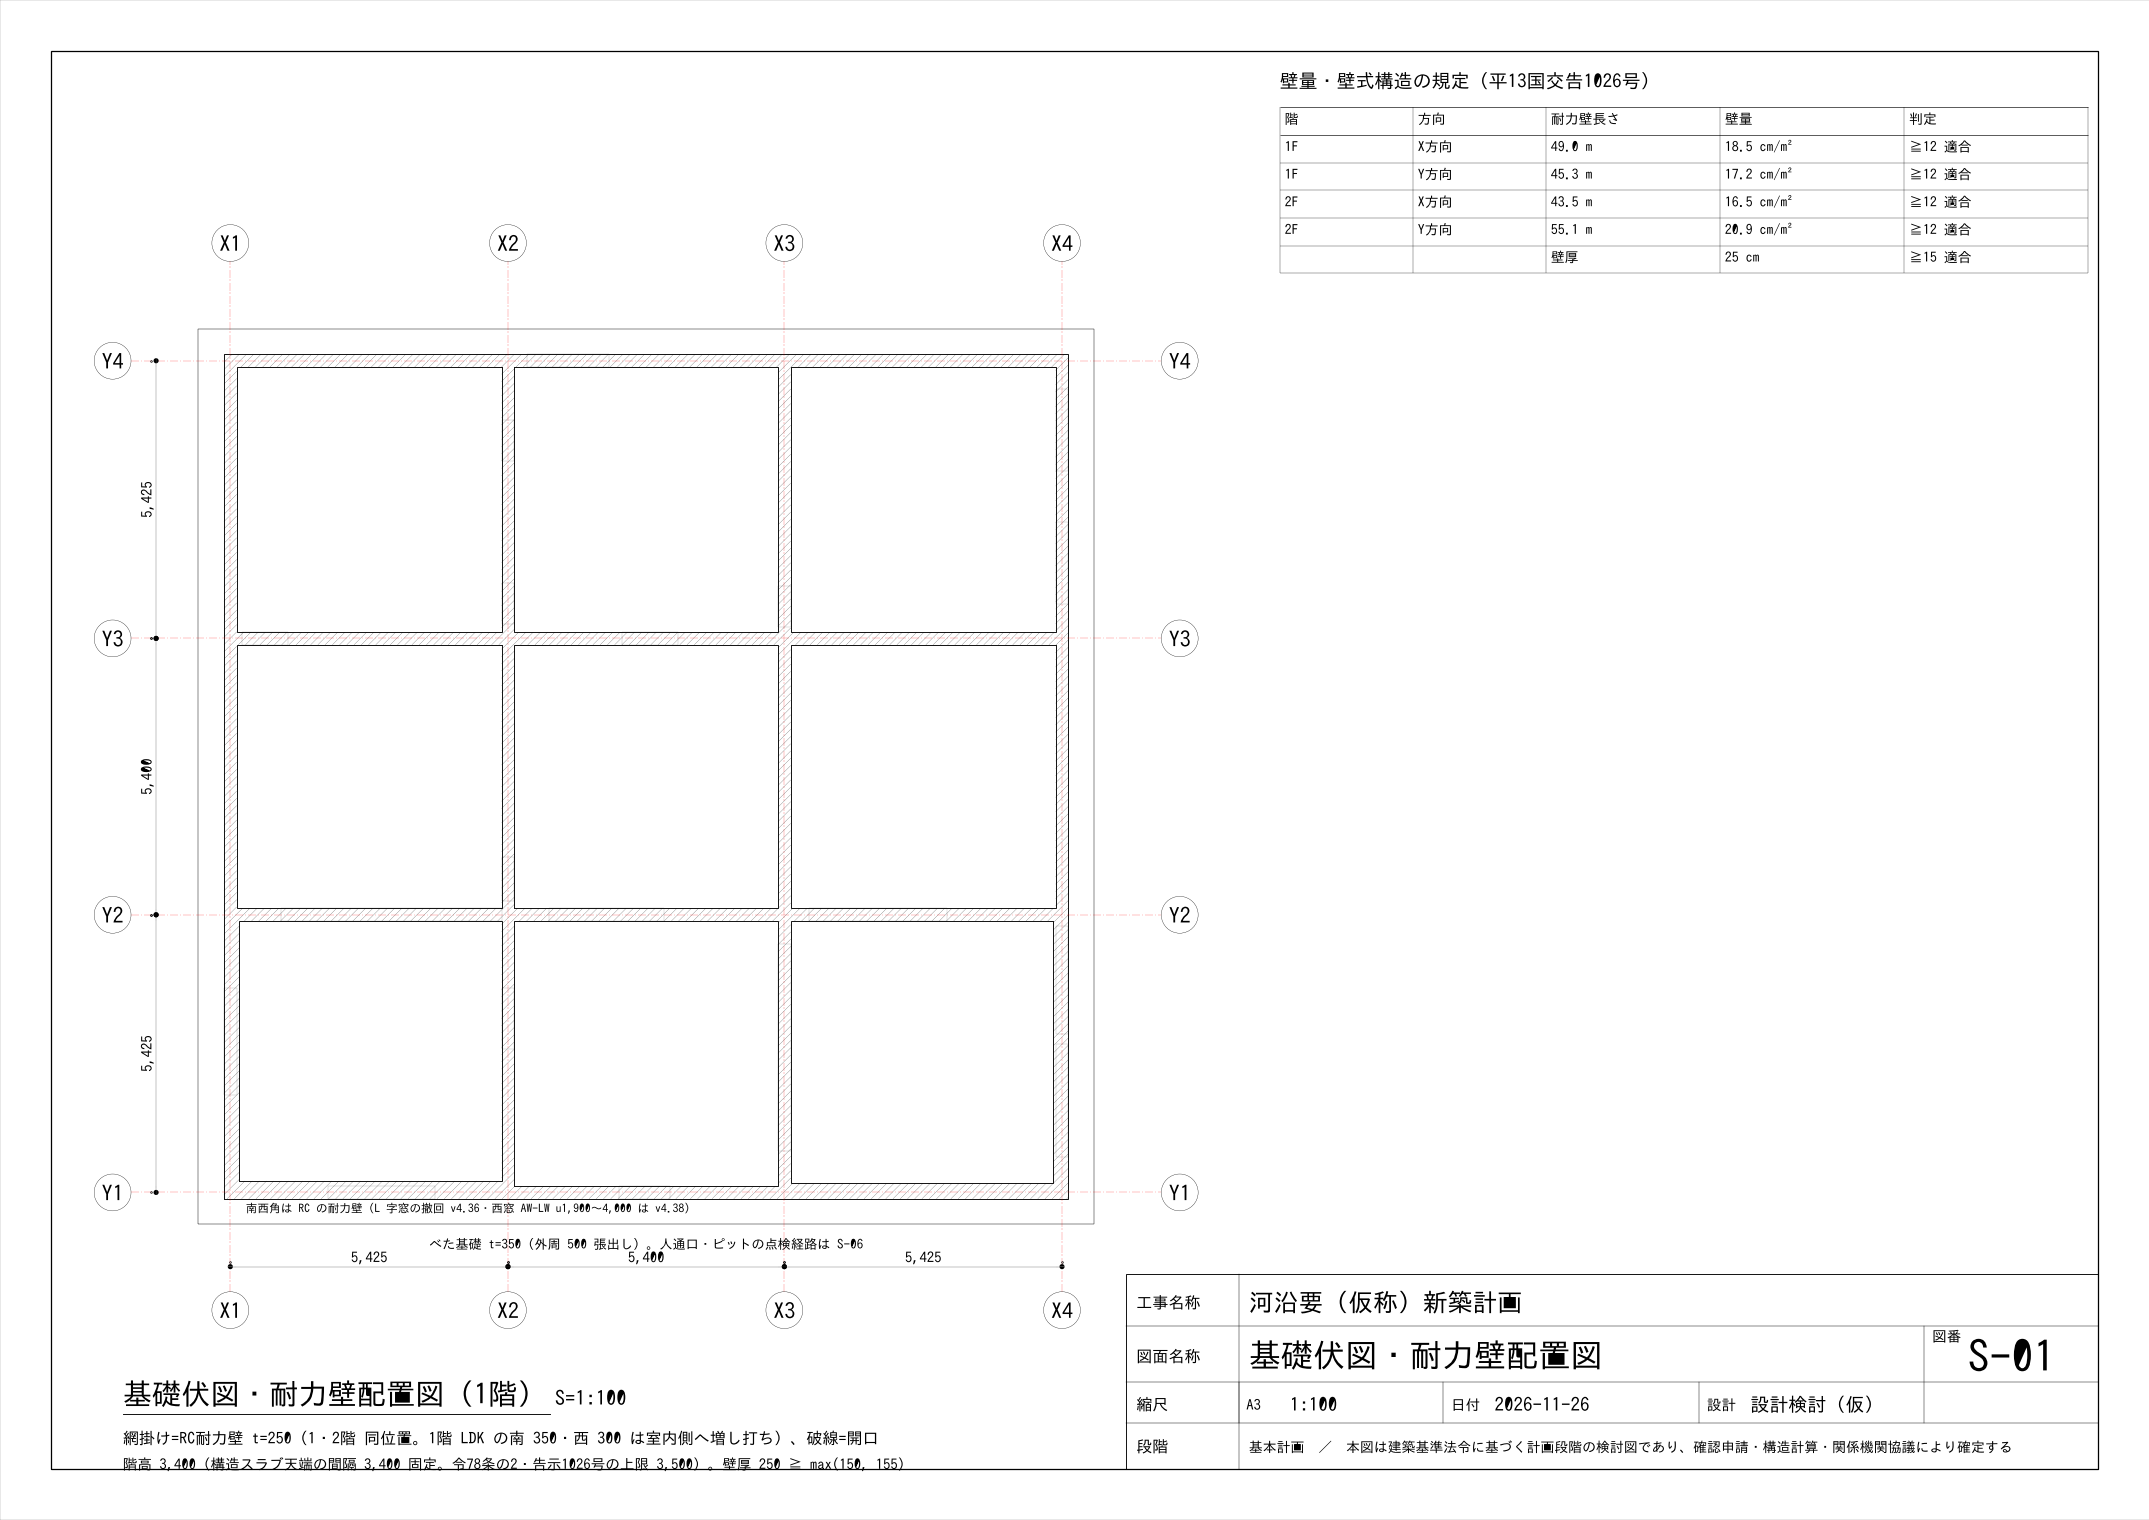 壁量・壁式構造の規定（平13国交告1026号）
階 方向 耐力壁長さ 壁量 判定
1F X方向 49.0 m 18.5 cm/m² ≧12 適合
1F Y方向 45.3 m 17.2 cm/m² ≧12 適合
2F X方向 43.5 m 16.5 cm/m² ≧12 適合
2F Y方向 55.1 m 20.9 cm/m² ≧12 適合
壁厚 25 cm ≧15 適合
X1 X2 X3 X4
Y4 Y4
5,425
Y3 Y3
5,400
Y2 Y2
5,425
Y1 Y1
南西角は RC の耐力壁（L 字窓の撤回 v4.36・西窓 AW-LW u1,900〜4,000 は v4.38）
べた基礎 t=350（外周 500 張出し）。人通口・ピットの点検経路は S-06
5,425 5,400 5,425
X1 X2 X3 X4
基礎伏図・耐力壁配置図（1階） S=1:100
網掛け=RC耐力壁 t=250（1・2階 同位置。1階 LDK の南 350・西 300 は室内側へ増し打ち）、破線=開口
階高 3,400（構造スラブ天端の間隔 3,400 固定。令78条の2・告示1026号の上限 3,500）。壁厚 250 ≧ max(150, 155)
工事名称 河沿要（仮称）新築計画
図面名称 基礎伏図・耐力壁配置図 図番 S-01
縮尺 A3 1:100 日付 2026-11-26 設計 設計検討（仮）
段階 基本計画 ／ 本図は建築基準法令に基づく計画段階の検討図であり、確認申請・構造計算・関係機関協議により確定する